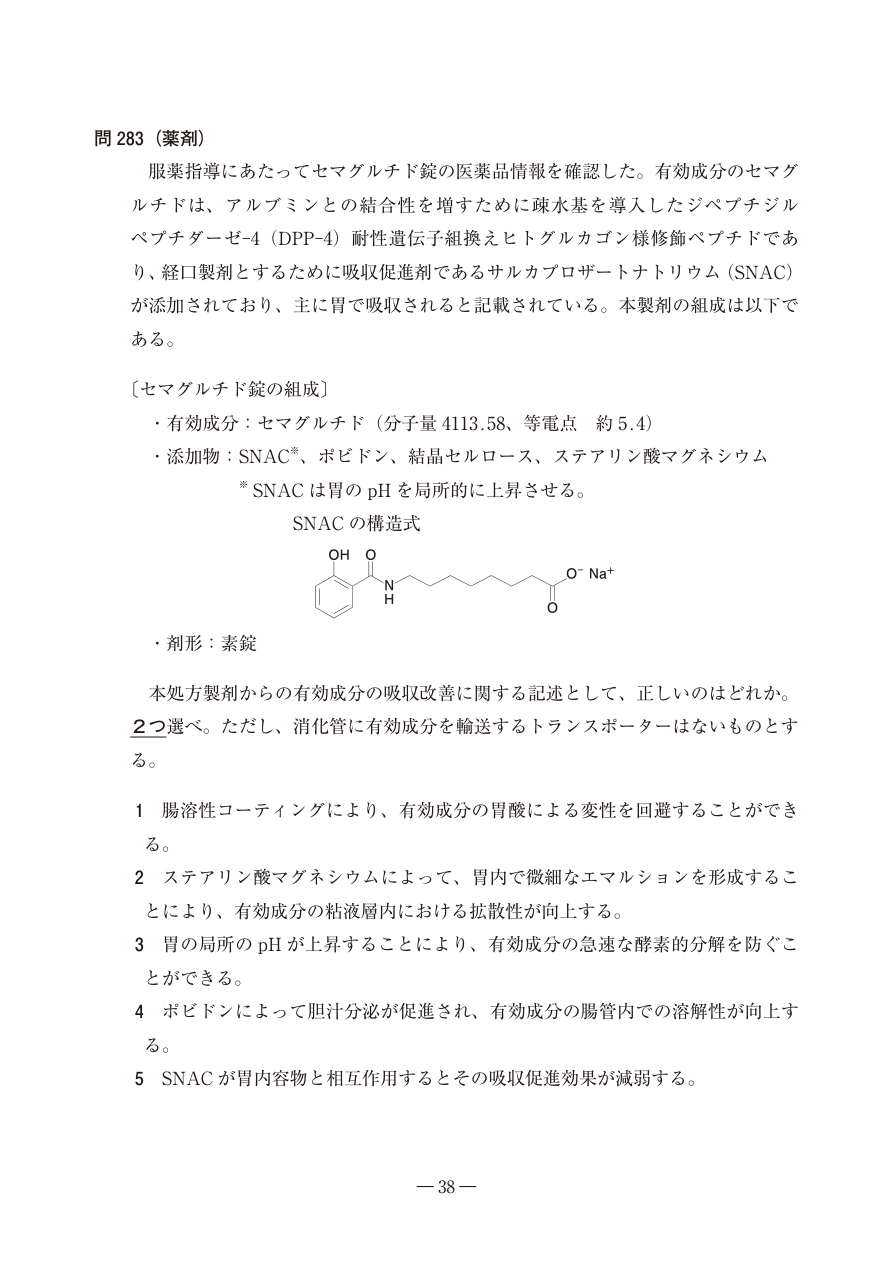 問 283（薬剤）
服薬指導にあたってセマグルチド錠の医薬品情報を確認した。有効成分のセマグ
ルチドは、アルブミンとの結合性を増すために疎水基を導入したジペプチジル
ペプチダーゼ-4（DPP-4）耐性遺伝子組換えヒトグルカゴン様修飾ペプチドであ
り、経口製剤とするために吸収促進剤であるサルカプロザートナトリウム（SNAC）
が添加されており、主に胃で吸収されると記載されている。本製剤の組成は以下で
ある。
〔セマグルチド錠の組成〕
・有効成分：セマグルチド（分子量 4113.58、等電点　約 5.4）
・添加物：SNAC※、ポビドン、結晶セルロース、ステアリン酸マグネシウム
※ SNAC は胃の pH を局所的に上昇させる。
SNAC の構造式
OH O
N
H
O− Na+
O
・剤形：素錠
本処方製剤からの有効成分の吸収改善に関する記述として、正しいのはどれか。
２つ選べ。ただし、消化管に有効成分を輸送するトランスポーターはないものとす
る。
1　腸溶性コーティングにより、有効成分の胃酸による変性を回避することができ
る。
2　ステアリン酸マグネシウムによって、胃内で微細なエマルションを形成するこ
とにより、有効成分の粘液層内における拡散性が向上する。
3　胃の局所の pH が上昇することにより、有効成分の急速な酵素的分解を防ぐこ
とができる。
4　ポビドンによって胆汁分泌が促進され、有効成分の腸管内での溶解性が向上す
る。
5　SNAC が胃内容物と相互作用するとその吸収促進効果が減弱する。
— 38 —